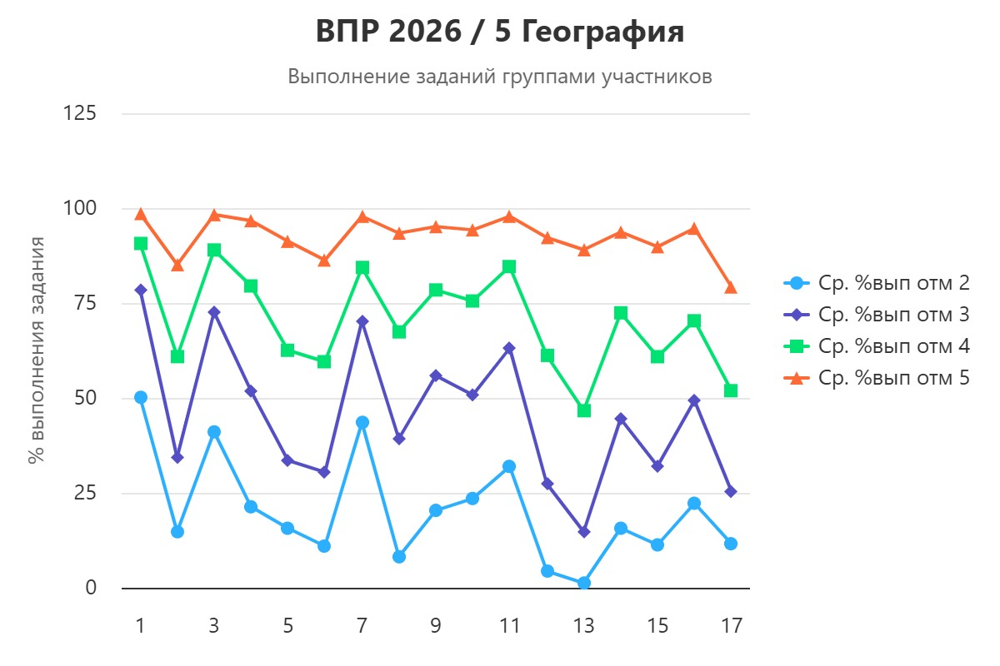 ВПР 2026 / 5 География
Выполнение заданий группами участников
% выполнения задания
125
100
75
50
25
0
1 3 5 7 9 11 13 15 17
Ср. %вып отм 2
Ср. %вып отм 3
Ср. %вып отм 4
Ср. %вып отм 5